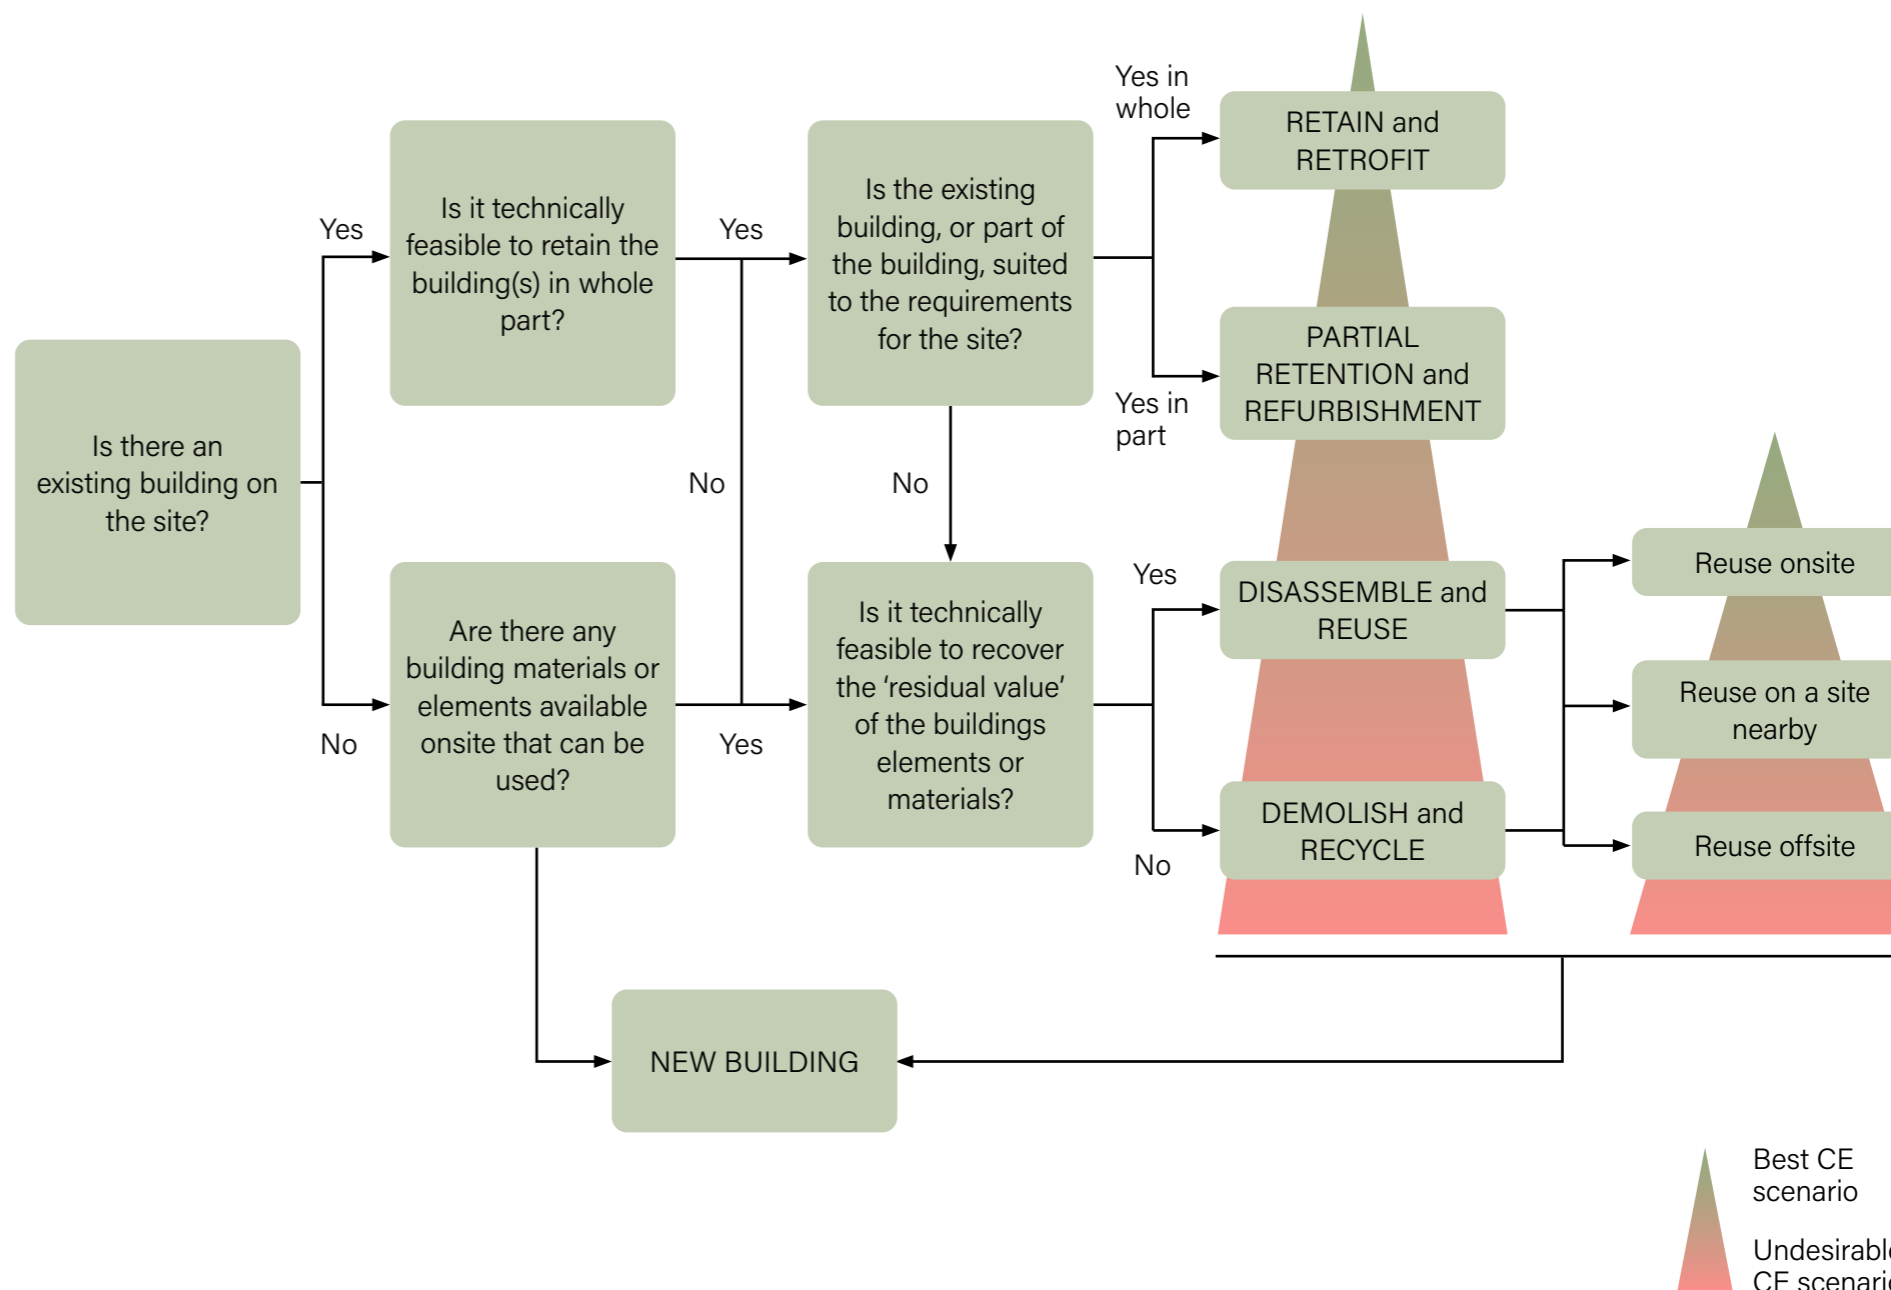 Is there an
existing building on
the site?
Yes
No
Is it technically
feasible to retain the
building(s) in whole
part?
Are there any
building materials or
elements available
onsite that can be
used?
Yes
No
Yes
Is the existing
building, or part of
the building, suited
to the requirements
for the site?
No
Is it technically
feasible to recover
the ‘residual value’
of the buildings
elements or
materials?
Yes in
whole
Yes in
part
Yes
No
RETAIN and
RETROFIT
PARTIAL
RETENTION and
REFURBISHMENT
DISASSEMBLE and
REUSE
DEMOLISH and
RECYCLE
Reuse onsite
Reuse on a site
nearby
Reuse offsite
NEW BUILDING
Best CE
scenario
Undesirable
CE scenario